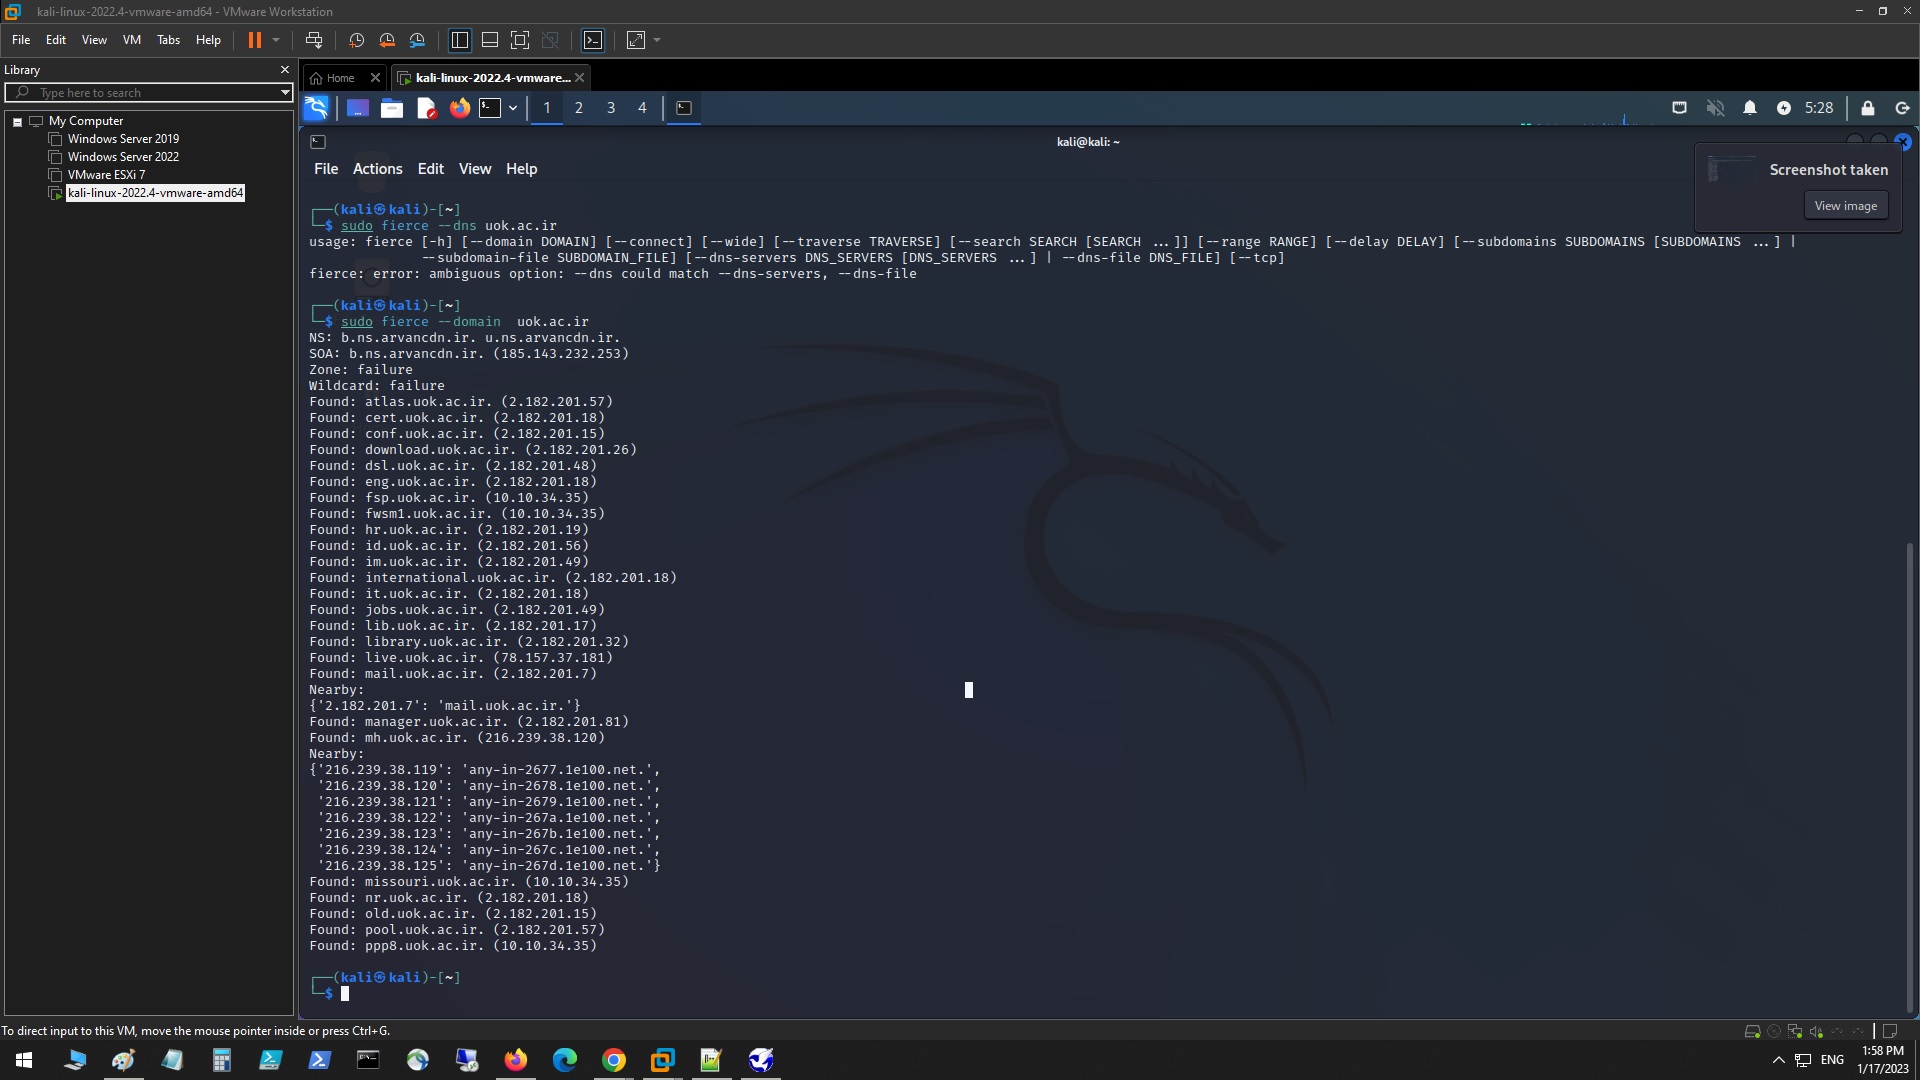 kali-linux-2022.4-vmware-amd64 - VMware Workstation
File Edit View VM Tabs Help
Library
Type here to search
My Computer
Windows Server 2019
Windows Server 2022
VMware ESXi 7
kali-linux-2022.4-vmware-amd64
Home kali-linux-2022.4-vmware...
1 2 3 4 5:28
kali@kali: ~
File Actions Edit View Help
Screenshot taken
View image
┌──(kali㉿kali)-[~]
└─$ sudo fierce --dns uok.ac.ir
usage: fierce [-h] [--domain DOMAIN] [--connect] [--wide] [--traverse TRAVERSE] [--search SEARCH [SEARCH ...]] [--range RANGE] [--delay DELAY] [--subdomains SUBDOMAINS [SUBDOMAINS ...] |
--subdomain-file SUBDOMAIN_FILE] [--dns-servers DNS_SERVERS [DNS_SERVERS ...] | --dns-file DNS_FILE] [--tcp]
fierce: error: ambiguous option: --dns could match --dns-servers, --dns-file
┌──(kali㉿kali)-[~]
└─$ sudo fierce --domain  uok.ac.ir
NS: b.ns.arvancdn.ir. u.ns.arvancdn.ir.
SOA: b.ns.arvancdn.ir. (185.143.232.253)
Zone: failure
Wildcard: failure
Found: atlas.uok.ac.ir. (2.182.201.57)
Found: cert.uok.ac.ir. (2.182.201.18)
Found: conf.uok.ac.ir. (2.182.201.15)
Found: download.uok.ac.ir. (2.182.201.26)
Found: dsl.uok.ac.ir. (2.182.201.48)
Found: eng.uok.ac.ir. (2.182.201.18)
Found: fsp.uok.ac.ir. (10.10.34.35)
Found: fwsm1.uok.ac.ir. (10.10.34.35)
Found: hr.uok.ac.ir. (2.182.201.19)
Found: id.uok.ac.ir. (2.182.201.56)
Found: im.uok.ac.ir. (2.182.201.49)
Found: international.uok.ac.ir. (2.182.201.18)
Found: it.uok.ac.ir. (2.182.201.18)
Found: jobs.uok.ac.ir. (2.182.201.49)
Found: lib.uok.ac.ir. (2.182.201.17)
Found: library.uok.ac.ir. (2.182.201.32)
Found: live.uok.ac.ir. (78.157.37.181)
Found: mail.uok.ac.ir. (2.182.201.7)
Nearby:
{'2.182.201.7': 'mail.uok.ac.ir.'}
Found: manager.uok.ac.ir. (2.182.201.81)
Found: mh.uok.ac.ir. (216.239.38.120)
Nearby:
{'216.239.38.119': 'any-in-2677.1e100.net.',
'216.239.38.120': 'any-in-2678.1e100.net.',
'216.239.38.121': 'any-in-2679.1e100.net.',
'216.239.38.122': 'any-in-267a.1e100.net.',
'216.239.38.123': 'any-in-267b.1e100.net.',
'216.239.38.124': 'any-in-267c.1e100.net.',
'216.239.38.125': 'any-in-267d.1e100.net.'}
Found: missouri.uok.ac.ir. (10.10.34.35)
Found: nr.uok.ac.ir. (2.182.201.18)
Found: old.uok.ac.ir. (2.182.201.15)
Found: pool.uok.ac.ir. (2.182.201.57)
Found: ppp8.uok.ac.ir. (10.10.34.35)
┌──(kali㉿kali)-[~]
└─$
To direct input to this VM, move the mouse pointer inside or press Ctrl+G.
ENG
1:58 PM
1/17/2023